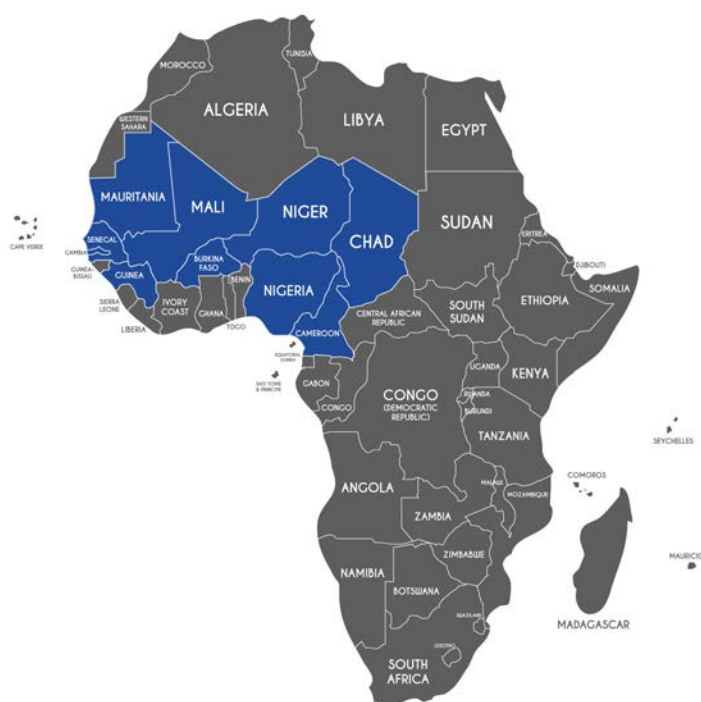 TUNISIA
MOROCCO
ALGERIA
LIBYA
EGYPT
WESTERN
SAHARA
MAURITANIA
MALI
NIGER
CHAD
SUDAN
ERITREA
CAPE VERDE
SENEGAL
GAMBIA
GUINEA-
BISSAU
GUINEA
BURKINA
FASO
BENIN
NIGERIA
DJIBOUTI
SOMALIA
ETHIOPIA
SIERRA
LEONE
LIBERIA
IVORY
COAST
GHANA
TOGO
CAMEROON
CENTRAL AFRICAN
REPUBLIC
SOUTH
SUDAN
EQUATORIAL
GUINEA
SAO TOME
& PRINCIPE
GABON
CONGO
CONGO
(DEMOCRATIC
REPUBLIC)
UGANDA
KENYA
RWANDA
BURUNDI
TANZANIA
SEYCHELLES
COMOROS
ANGOLA
ZAMBIA
MALAWI
MOZAMBIQUE
ZIMBABWE
NAMIBIA
BOTSWANA
MAURICIO
MADAGASCAR
SWAZILAND
LESOTHO
SOUTH
AFRICA